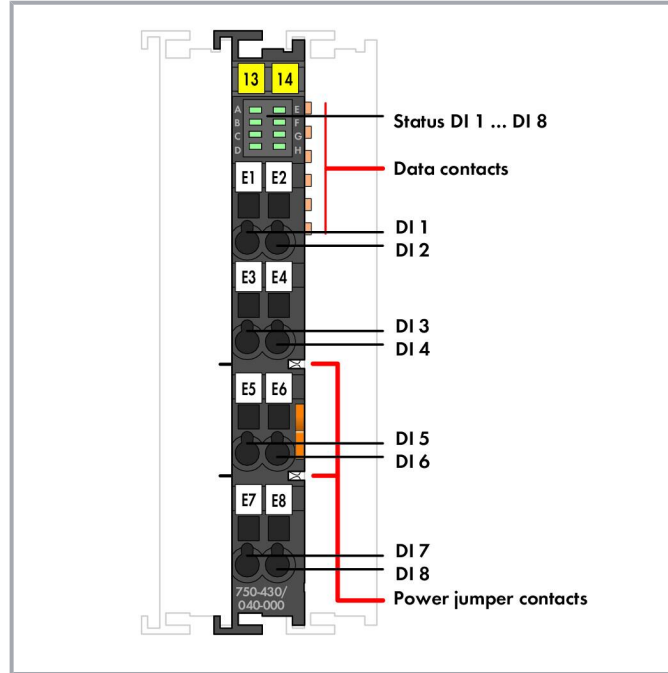 13 14
A E
B F
C G
D H
Status DI 1 ... DI 8
Data contacts
E1 E2
DI 1
DI 2
E3 E4
DI 3
DI 4
E5 E6
DI 5
DI 6
E7 E8
DI 7
DI 8
750-430/
040-000
Power jumper contacts